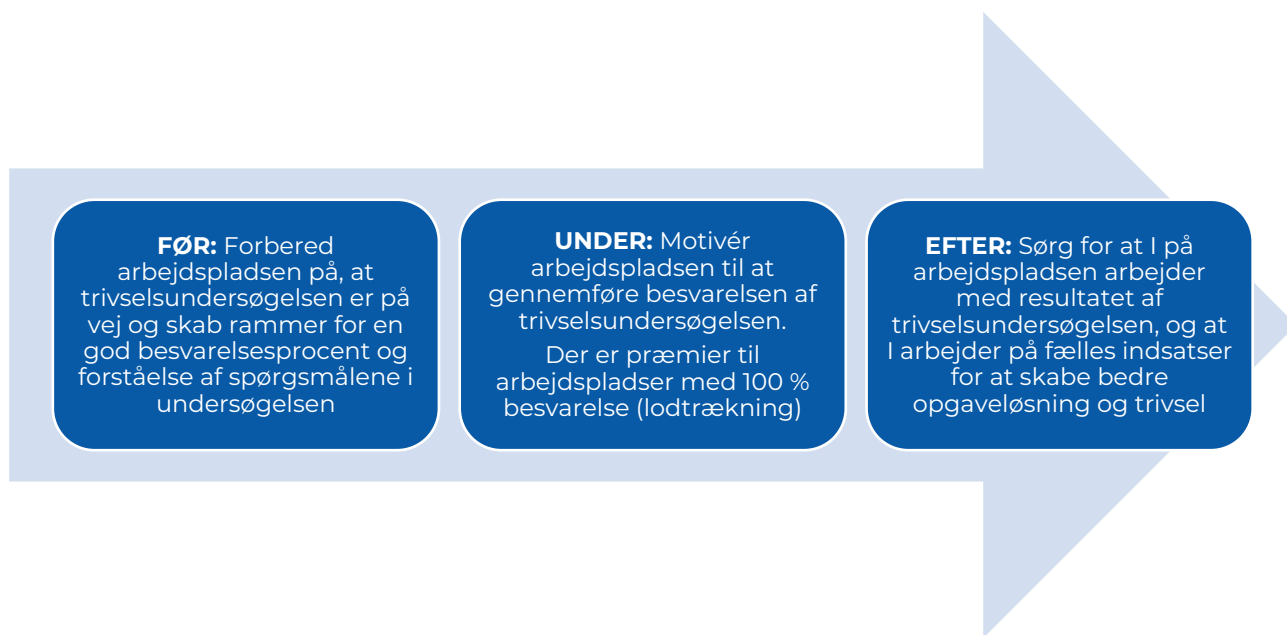 FØR: Forbered
arbejdspladsen på, at
trivselsundersøgelsen er på
vej og skab rammer for en
god besvarelsesprocent og
forståelse af spørgsmålene i
undersøgelsen
UNDER: Motivér
arbejdspladsen til at
gennemføre besvarelsen af
trivselsundersøgelsen.
Der er præmier til
arbejdspladser med 100 %
besvarelse (lodtrækning)
EFTER: Sørg for at I på
arbejdspladsen arbejder
med resultatet af
trivselsundersøgelsen, og at
I arbejder på fælles indsatser
for at skabe bedre
opgaveløsning og trivsel